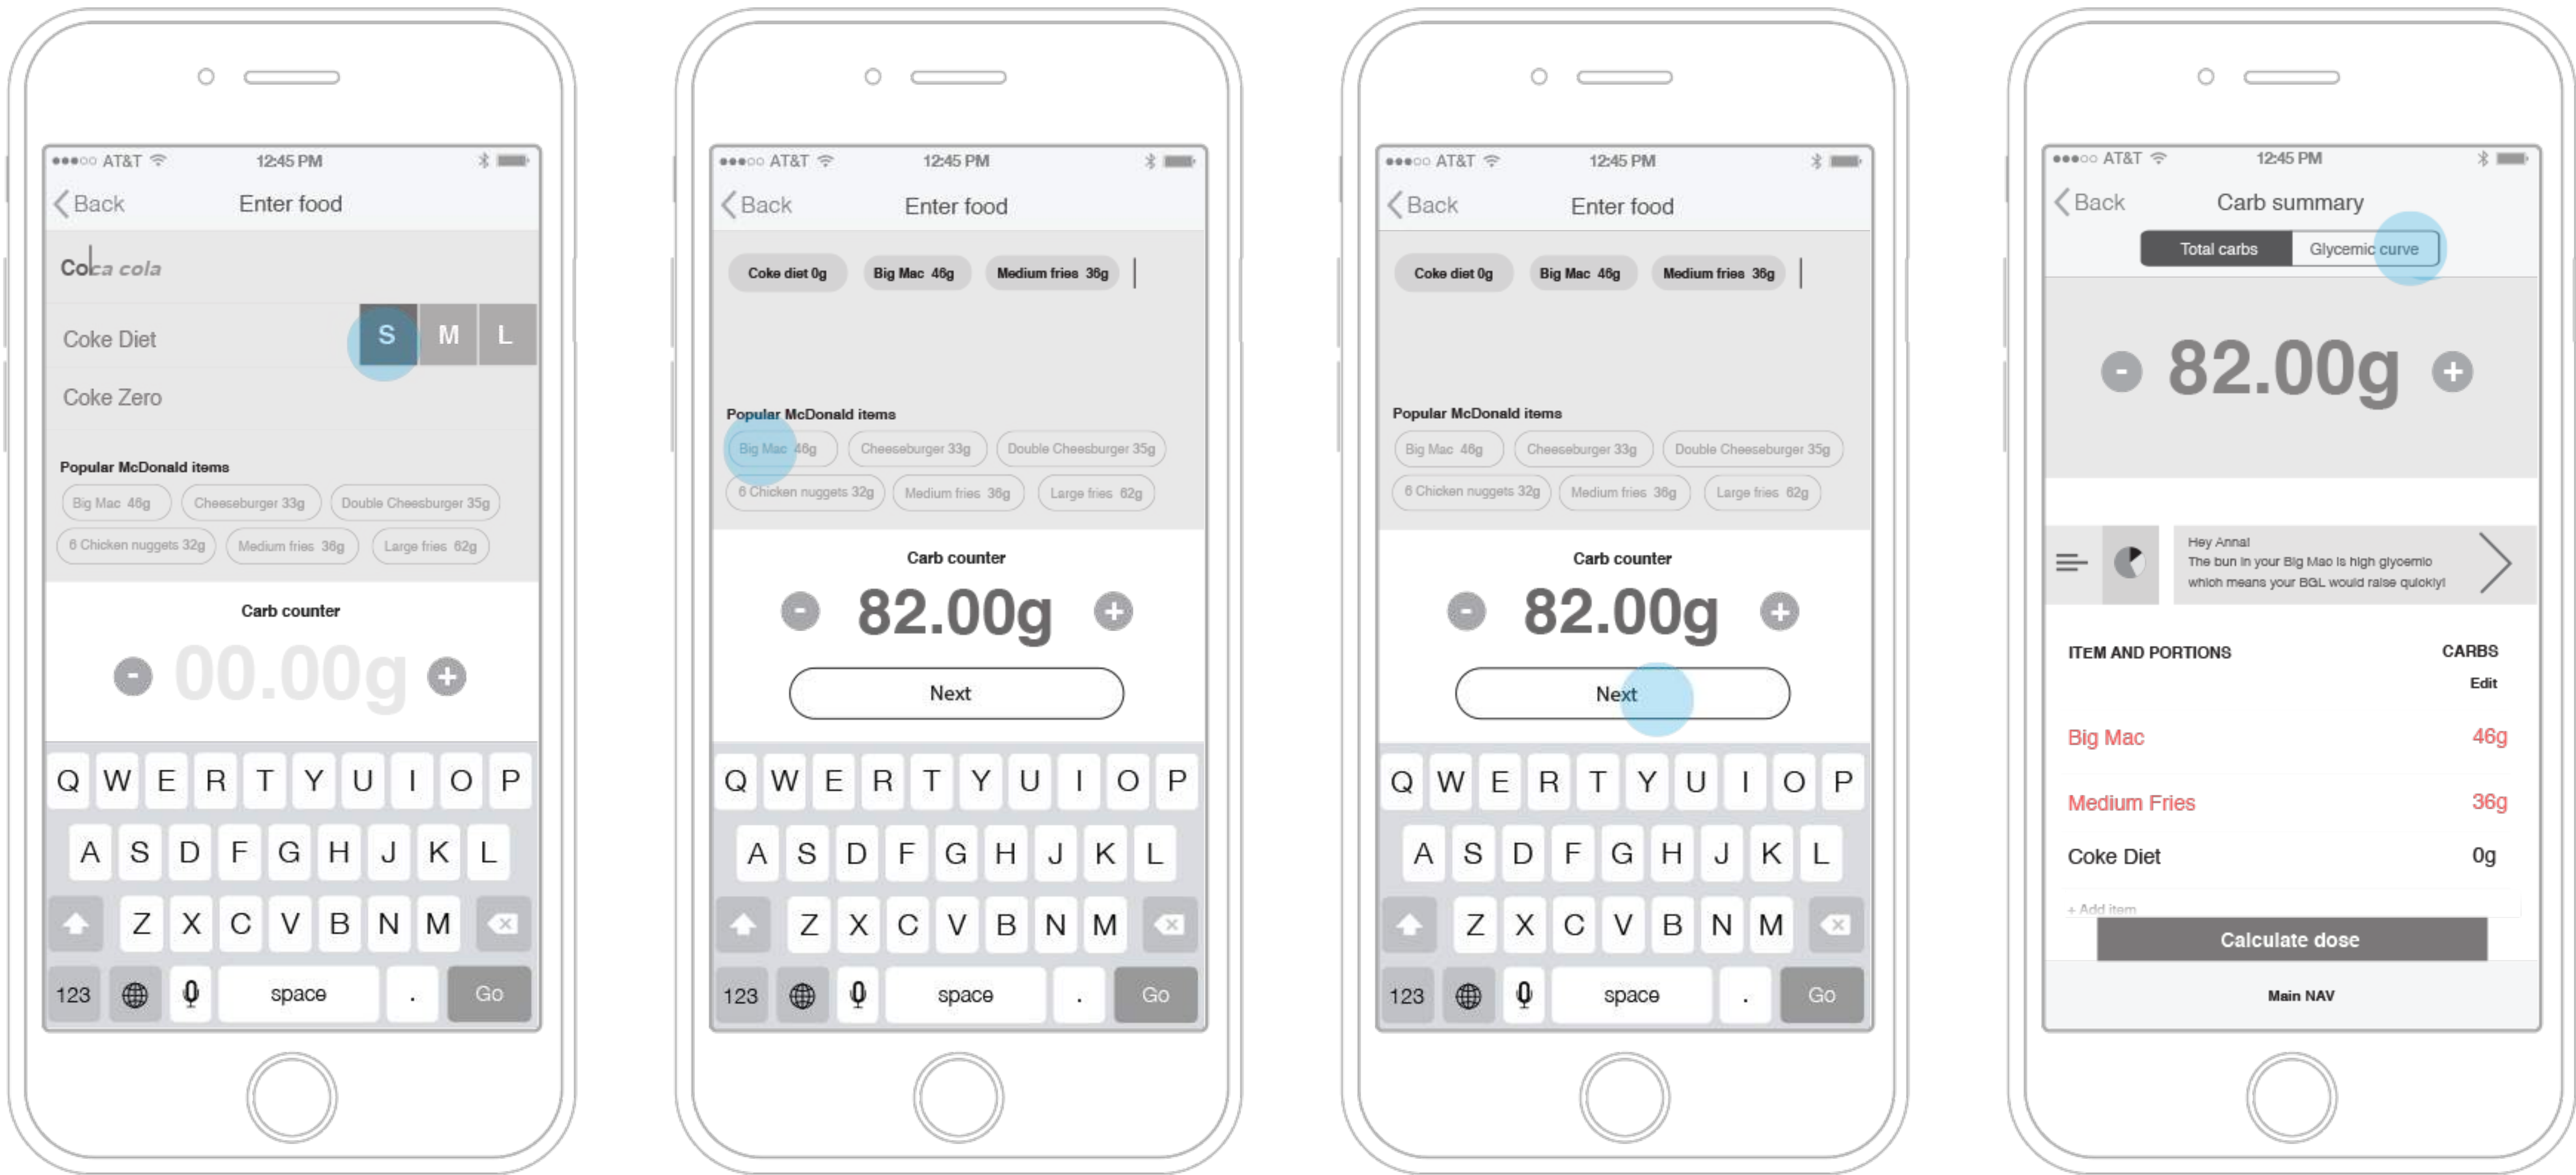 AT&T 12:45 PM
Back Enter food
Coca cola
Coke Diet S M L
Coke Zero
Popular McDonald items
Big Mac 46g Cheeseburger 33g Double Cheesburger 35g
6 Chicken nuggets 32g Medium fries 36g Large fries 62g
Carb counter
- 00.00g +
Q W E R T Y U I O P
A S D F G H J K L
Z X C V B N M
123 space . Go
AT&T 12:45 PM
Back Enter food
Coke diet 0g Big Mac 46g Medium fries 36g
Popular McDonald items
Big Mac 46g Cheeseburger 33g Double Cheesburger 35g
6 Chicken nuggets 32g Medium fries 36g Large fries 62g
Carb counter
- 82.00g +
Next
Q W E R T Y U I O P
A S D F G H J K L
Z X C V B N M
123 space . Go
AT&T 12:45 PM
Back Enter food
Coke diet 0g Big Mac 46g Medium fries 36g
Popular McDonald items
Big Mac 46g Cheeseburger 33g Double Cheeseburger 35g
6 Chicken nuggets 32g Medium fries 36g Large fries 62g
Carb counter
- 82.00g +
Next
Q W E R T Y U I O P
A S D F G H J K L
Z X C V B N M
123 space . Go
AT&T 12:45 PM
Back Carb summary
Total carbs Glycemic curve
- 82.00g +
Hey Anna!
The bun in your Big Mac is high glycemic
which means your BGL would raise quickly!
ITEM AND PORTIONS CARBS
Edit
Big Mac 46g
Medium Fries 36g
Coke Diet 0g
+ Add item
Calculate dose
Main NAV